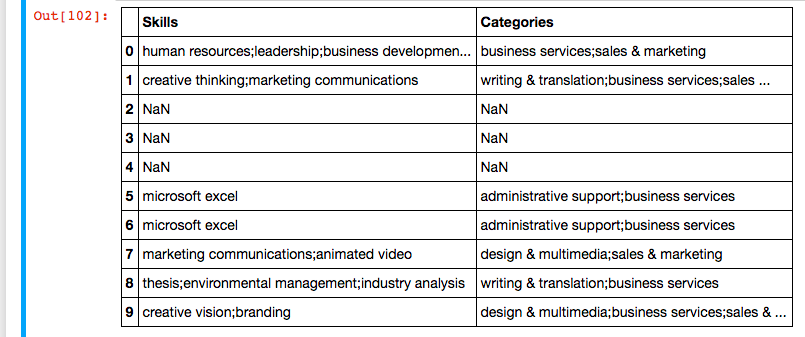 Out[102]:
Skills Categories
0 human resources;leadership;business developmen... business services;sales & marketing
1 creative thinking;marketing communications writing & translation;business services;sales ...
2 NaN NaN
3 NaN NaN
4 NaN NaN
5 microsoft excel administrative support;business services
6 microsoft excel administrative support;business services
7 marketing communications;animated video design & multimedia;sales & marketing
8 thesis;environmental management;industry analysis writing & translation;business services
9 creative vision;branding design & multimedia;business services;sales & ...